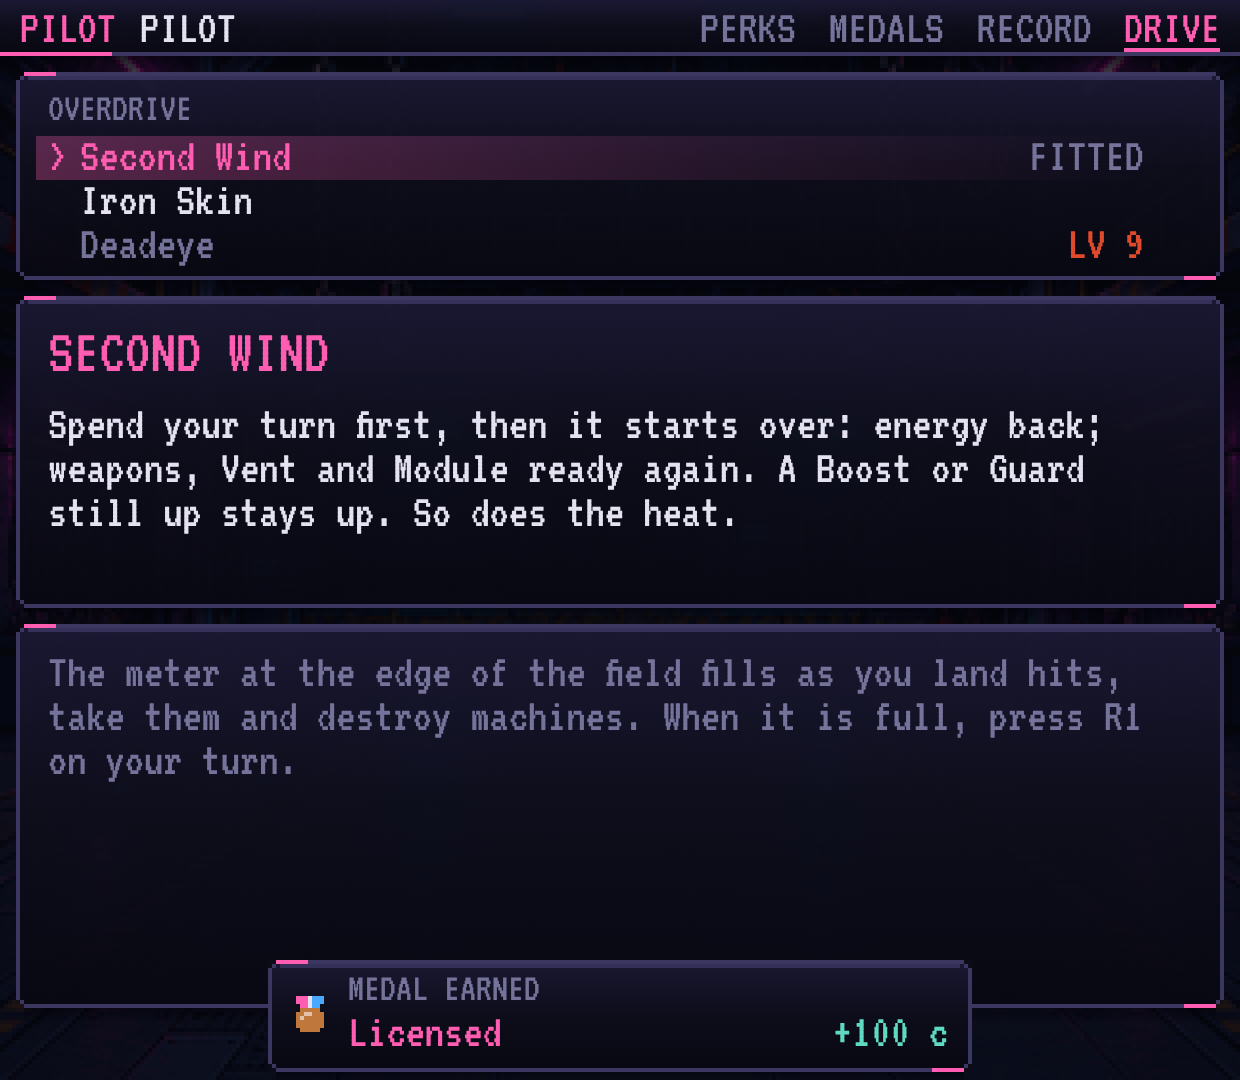 PILOT PILOT PERKS MEDALS RECORD DRIVE
OVERDRIVE
> Second Wind FITTED
Iron Skin
Deadeye LV 9
SECOND WIND
Spend your turn first, then it starts over: energy back;
weapons, Vent and Module ready again. A Boost or Guard
still up stays up. So does the heat.
The meter at the edge of the field fills as you land hits,
take them and destroy machines. When it is full, press R1
on your turn.
MEDAL EARNED
Licensed +100 c